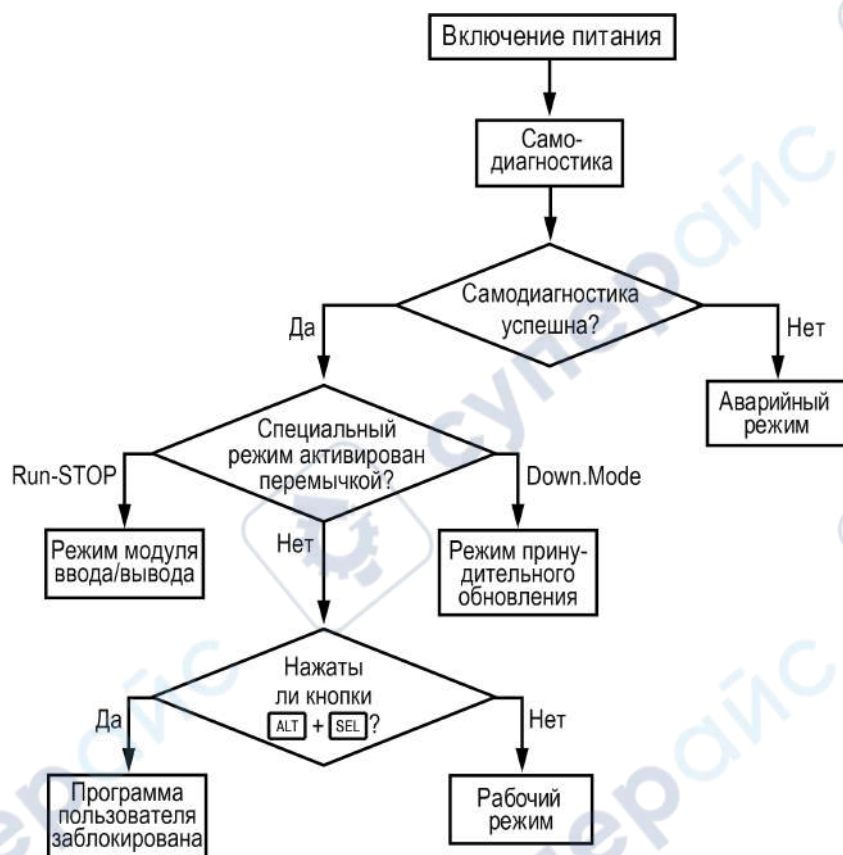 Включение питания
Само-
диагностика
Самодиагностика
успешна?
Да
Нет
Аварийный
режим
Специальный
режим активирован
перемычкой?
Run-STOP
Down.Mode
Режим модуля
ввода/вывода
Нет
Режим прину-
дительного
обновления
Нажаты
ли кнопки
ALT + SEL ?
Да
Нет
Программа
пользователя
заблокирована
Рабочий
режим
суперайс